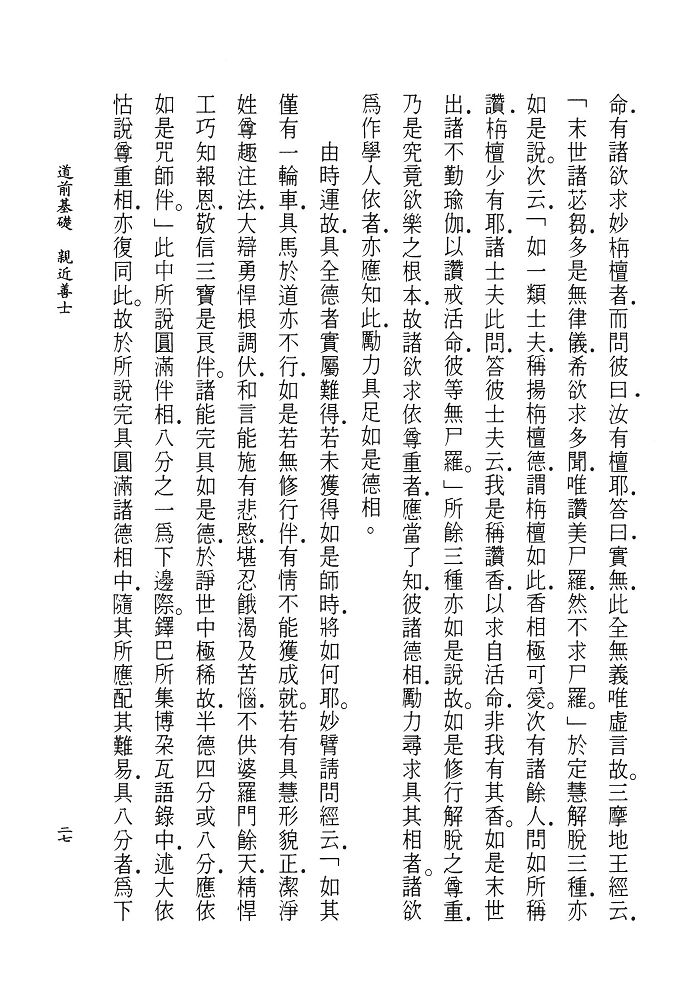 命．有諸欲求妙栴檀者．而問彼曰．汝有檀耶．答曰．實無．此全無義唯虛言故。三摩地王經云．
「末世諸苾芻．多是無律儀．希欲求多聞．唯讚美尸羅．然不求尸羅。」於定慧解脫三種．亦
如是說。次云．「如一類士夫．稱揚栴檀德．謂栴檀如此．香相極可愛。次有諸餘人．問如所稱
讚．栴檀少有耶．諸士夫此問．答彼士夫云．我是稱讚香．以求自活命．非我有其香。如是末世
出．諸不勤瑜伽．以讚戒活命．彼等無尸羅。」所餘三種亦如是說故。如是修行解脫之尊重．
乃是究竟欲樂之根本．故諸欲求依尊重者．應當了知．彼諸德相．勵力尋求具其相者。諸欲
爲作學人依者．亦應知此．勵力具足如是德相。
由時運故．具全德者實屬難得．若未獲得如是師時．將如何耶。妙臂請問經云．「如其
僅有一輪車．具馬於道亦不行．如是若無修行伴．有情不能獲成就。若有具慧形貌正．潔淨
姓尊趣注法．大辯勇悍根調伏．和言能施有悲愍．堪忍餓渴及苦惱．不供婆羅門餘天．精悍
工巧知報恩．敬信三寶是良伴。諸能完具如是德．於諍世中極稀故．半德四分或八分．應依
如是咒師伴。」此中所說圓滿伴相．八分之一爲下邊際。鐸巴所集博朶瓦語錄中．述大依
怙說尊重相．亦復同此。故於所說完具圓滿諸德相中．隨其所應配其難易．具八分者．爲下
道前基礎　親近善士
二七